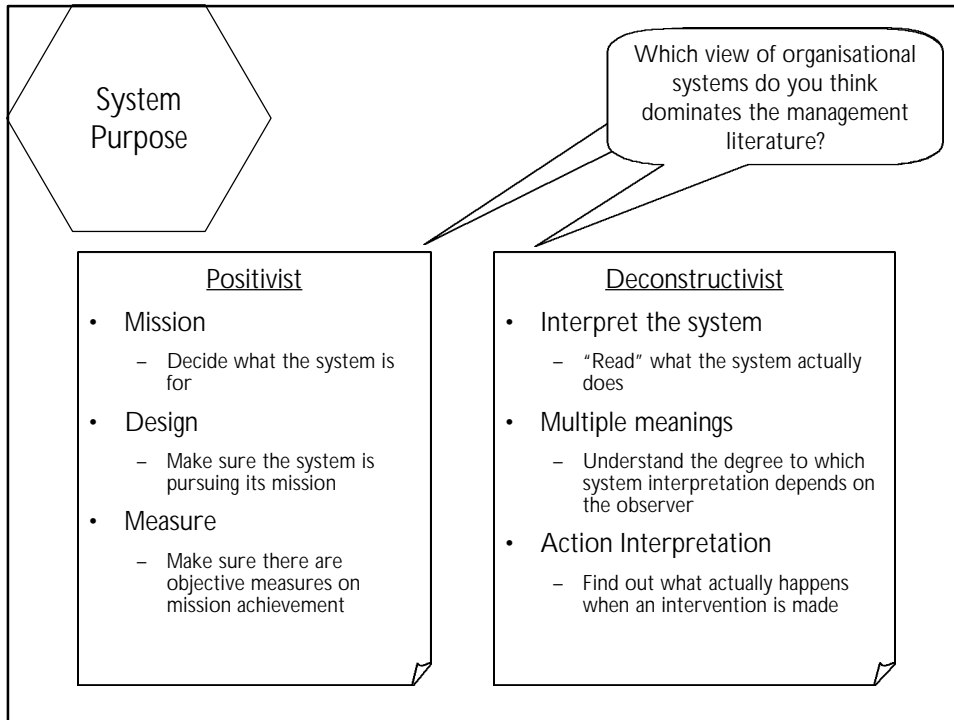 System
Purpose
Which view of organisational
systems do you think
dominates the management
literature?
Positivist
• Mission
– Decide what the system is
for
• Design
– Make sure the system is
pursuing its mission
• Measure
– Make sure there are
objective measures on
mission achievement
Deconstructivist
• Interpret the system
– “Read” what the system actually
does
• Multiple meanings
– Understand the degree to which
system interpretation depends on
the observer
• Action Interpretation
– Find out what actually happens
when an intervention is made